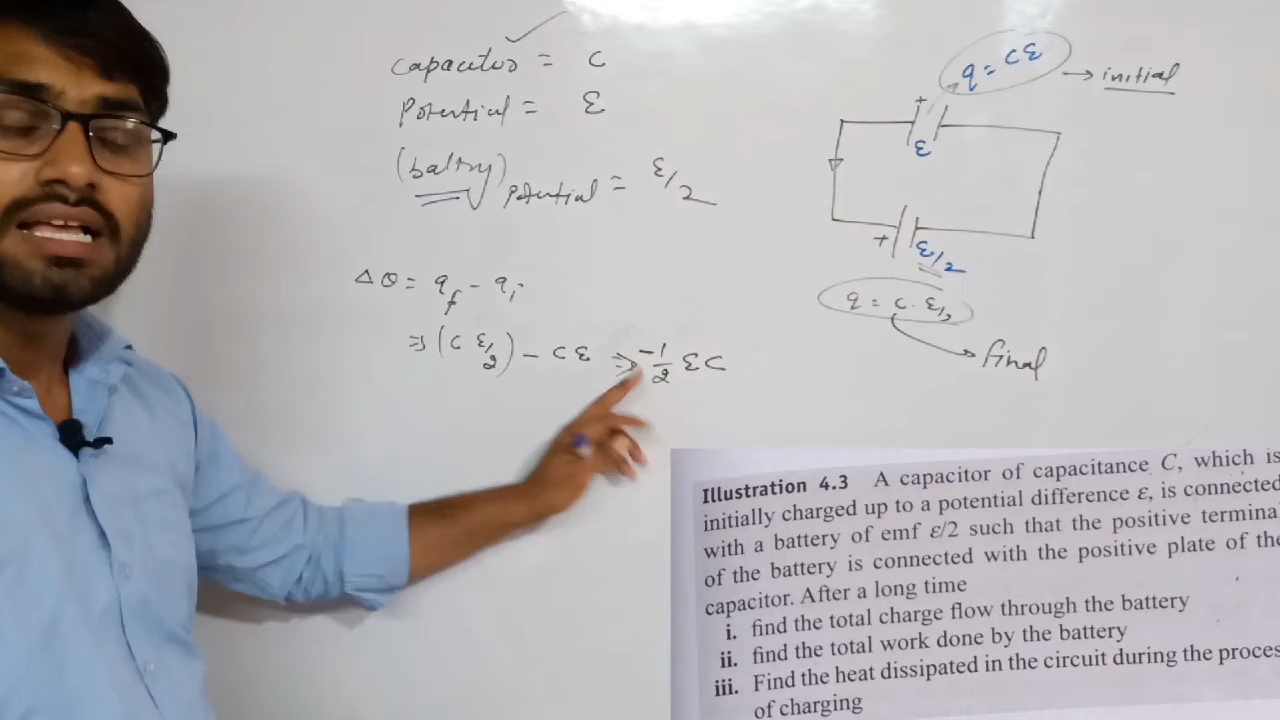 capacitor = C
Potential = ε
(battry) potential = ε/2
ΔQ = qf - qi
⇒ (C ε/2) - Cε ⇒ -1/2 εC
q = Cε → initial
+
ε
+
ε/2
q = C · ε/2
final
Illustration 4.3 A capacitor of capacitance C, which is
initially charged up to a potential difference ε, is connected
with a battery of emf ε/2 such that the positive termina
of the battery is connected with the positive plate of the
capacitor. After a long time
i. find the total charge flow through the battery
ii. find the total work done by the battery
iii. Find the heat dissipated in the circuit during the proces
of charging